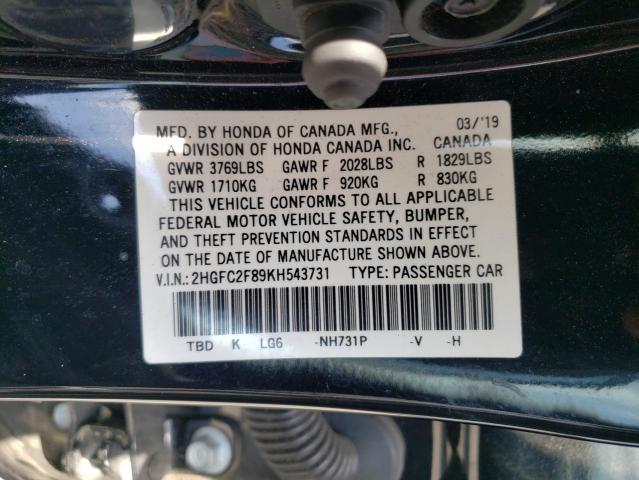 MFD. BY HONDA OF CANADA MFG., 03/'19
A DIVISION OF HONDA CANADA INC. CANADA
GVWR 3769LBS GAWR F 2028LBS R 1829LBS
GVWR 1710KG GAWR F 920KG R 830KG
THIS VEHICLE CONFORMS TO ALL APPLICABLE
FEDERAL MOTOR VEHICLE SAFETY, BUMPER,
AND THEFT PREVENTION STANDARDS IN EFFECT
ON THE DATE OF MANUFACTURE SHOWN ABOVE.
V.I.N.: 2HGFC2F89KH543731 TYPE: PASSENGER CAR
TBD K LG6 -NH731P -V -H